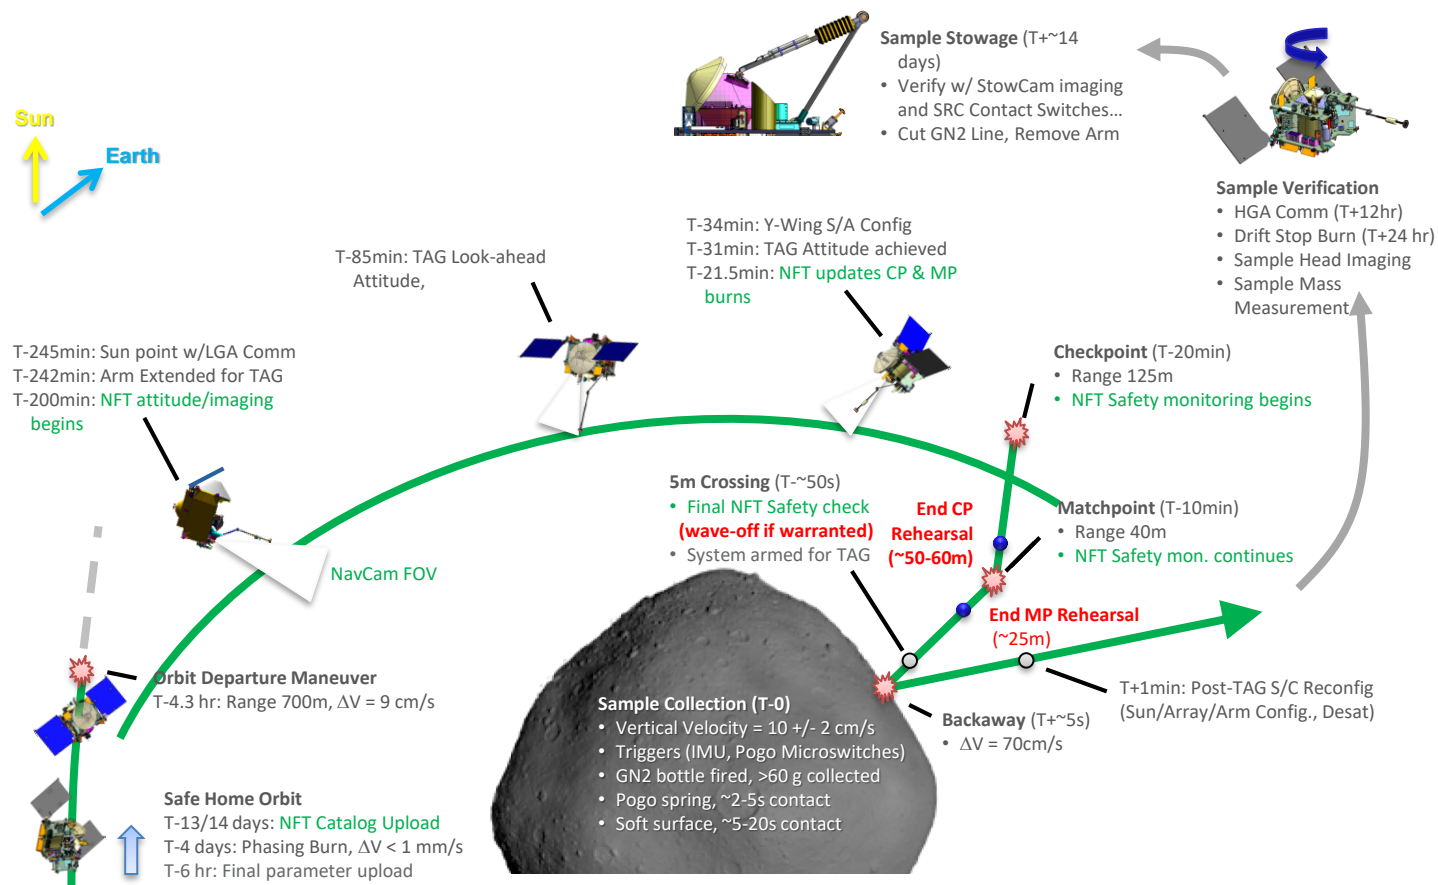 Sample Stowage (T+~14
days)
• Verify w/ StowCam imaging
and SRC Contact Switches...
• Cut GN2 Line, Remove Arm
Sun
Earth
Sample Verification
• HGA Comm (T+12hr)
• Drift Stop Burn (T+24 hr)
• Sample Head Imaging
• Sample Mass
Measurement
T-34min: Y-Wing S/A Config
T-31min: TAG Attitude achieved
T-21.5min: NFT updates CP & MP
burns
T-85min: TAG Look-ahead
Attitude,
T-245min: Sun point w/LGA Comm
T-242min: Arm Extended for TAG
T-200min: NFT attitude/imaging
begins
Checkpoint (T-20min)
• Range 125m
• NFT Safety monitoring begins
5m Crossing (T-~50s)
• Final NFT Safety check
(wave-off if warranted)
• System armed for TAG
End CP
Rehearsal
(~50-60m)
Matchpoint (T-10min)
• Range 40m
• NFT Safety mon. continues
NavCam FOV
End MP Rehearsal
(~25m)
Orbit Departure Maneuver
T-4.3 hr: Range 700m, ΔV = 9 cm/s
T+1min: Post-TAG S/C Reconfig
(Sun/Array/Arm Config., Desat)
Sample Collection (T-0)
• Vertical Velocity = 10 +/- 2 cm/s
• Triggers (IMU, Pogo Microswitches)
• GN2 bottle fired, >60 g collected
• Pogo spring, ~2-5s contact
• Soft surface, ~5-20s contact
Backaway (T+~5s)
• ΔV = 70cm/s
Safe Home Orbit
T-13/14 days: NFT Catalog Upload
T-4 days: Phasing Burn, ΔV < 1 mm/s
T-6 hr: Final parameter upload